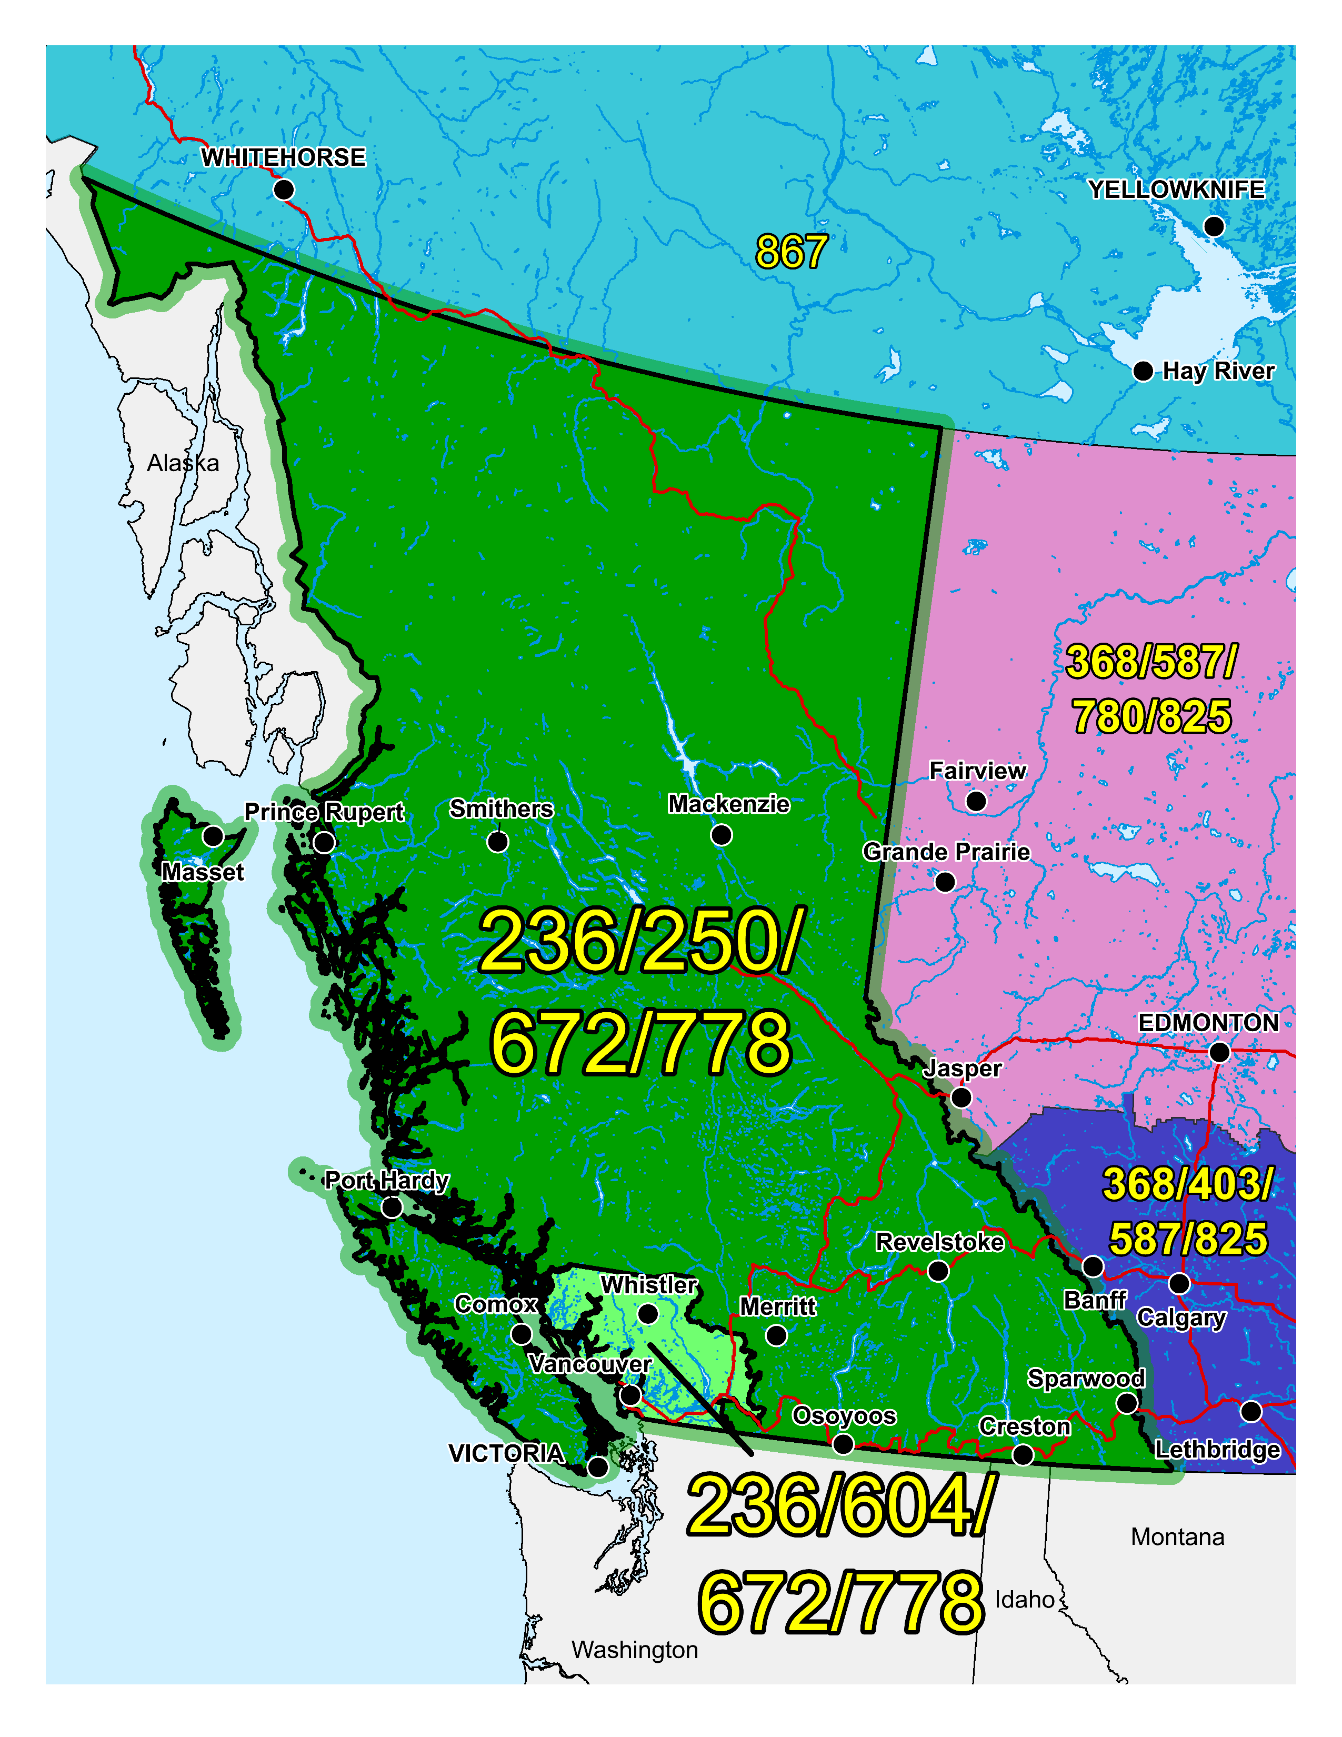 WHITEHORSE
YELLOWKNIFE
867
Hay River
Alaska
368/587/
780/825
Fairview
Prince Rupert
Smithers
Mackenzie
Grande Prairie
Masset
236/250/
672/778
EDMONTON
Jasper
Port Hardy
368/403/
587/825
Revelstoke
Whistler
Banff
Comox
Merritt
Calgary
Vancouver
Sparwood
Osoyoos
Creston
VICTORIA
Lethbridge
236/604/
672/778
Montana
Idaho
Washington